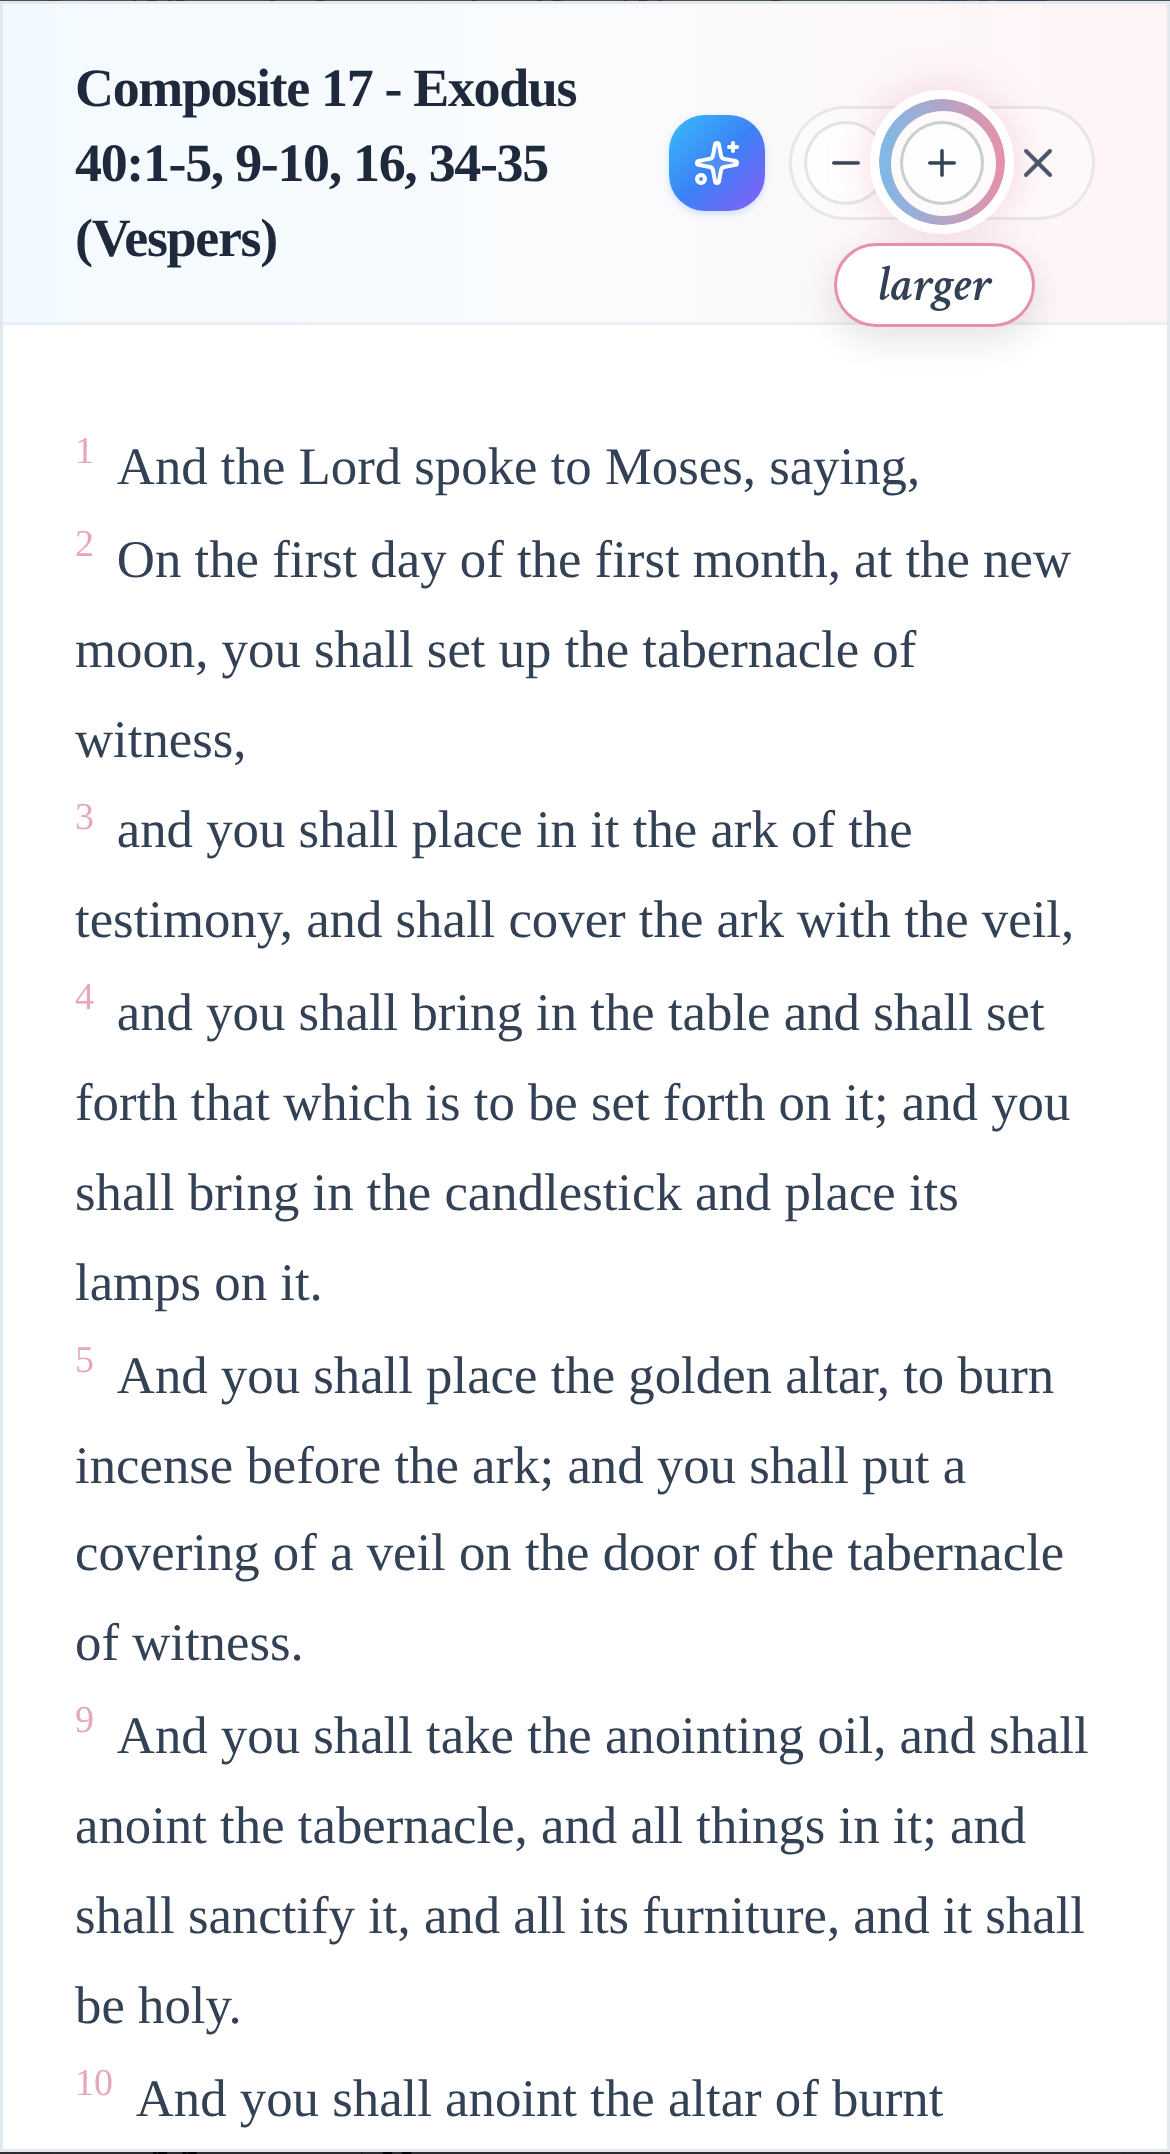 Composite 17 - Exodus
40:1-5, 9-10, 16, 34-35
(Vespers)
larger
1 And the Lord spoke to Moses, saying,
2 On the first day of the first month, at the new
moon, you shall set up the tabernacle of
witness,
3 and you shall place in it the ark of the
testimony, and shall cover the ark with the veil,
4 and you shall bring in the table and shall set
forth that which is to be set forth on it; and you
shall bring in the candlestick and place its
lamps on it.
5 And you shall place the golden altar, to burn
incense before the ark; and you shall put a
covering of a veil on the door of the tabernacle
of witness.
9 And you shall take the anointing oil, and shall
anoint the tabernacle, and all things in it; and
shall sanctify it, and all its furniture, and it shall
be holy.
10 And you shall anoint the altar of burnt